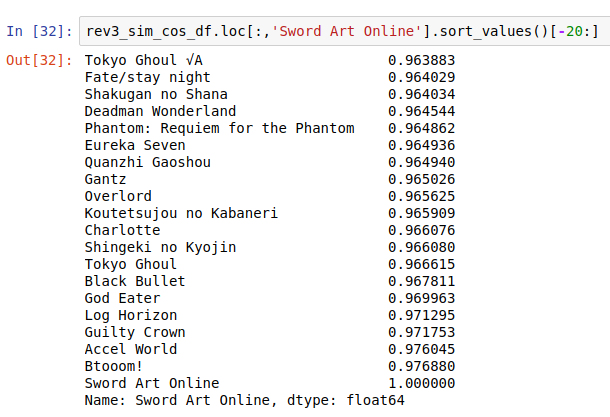 In [32]: rev3_sim_cos_df.loc[:,'Sword Art Online'].sort_values()[-20:]
Out[32]: Tokyo Ghoul √A 0.963883
Fate/stay night 0.964029
Shakugan no Shana 0.964034
Deadman Wonderland 0.964544
Phantom: Requiem for the Phantom 0.964862
Eureka Seven 0.964936
Quanzhi Gaoshou 0.964940
Gantz 0.965026
Overlord 0.965625
Koutetsujou no Kabaneri 0.965909
Charlotte 0.966076
Shingeki no Kyojin 0.966080
Tokyo Ghoul 0.966615
Black Bullet 0.967811
God Eater 0.969963
Log Horizon 0.971295
Guilty Crown 0.971753
Accel World 0.976045
Btooom! 0.976880
Sword Art Online 1.000000
Name: Sword Art Online, dtype: float64